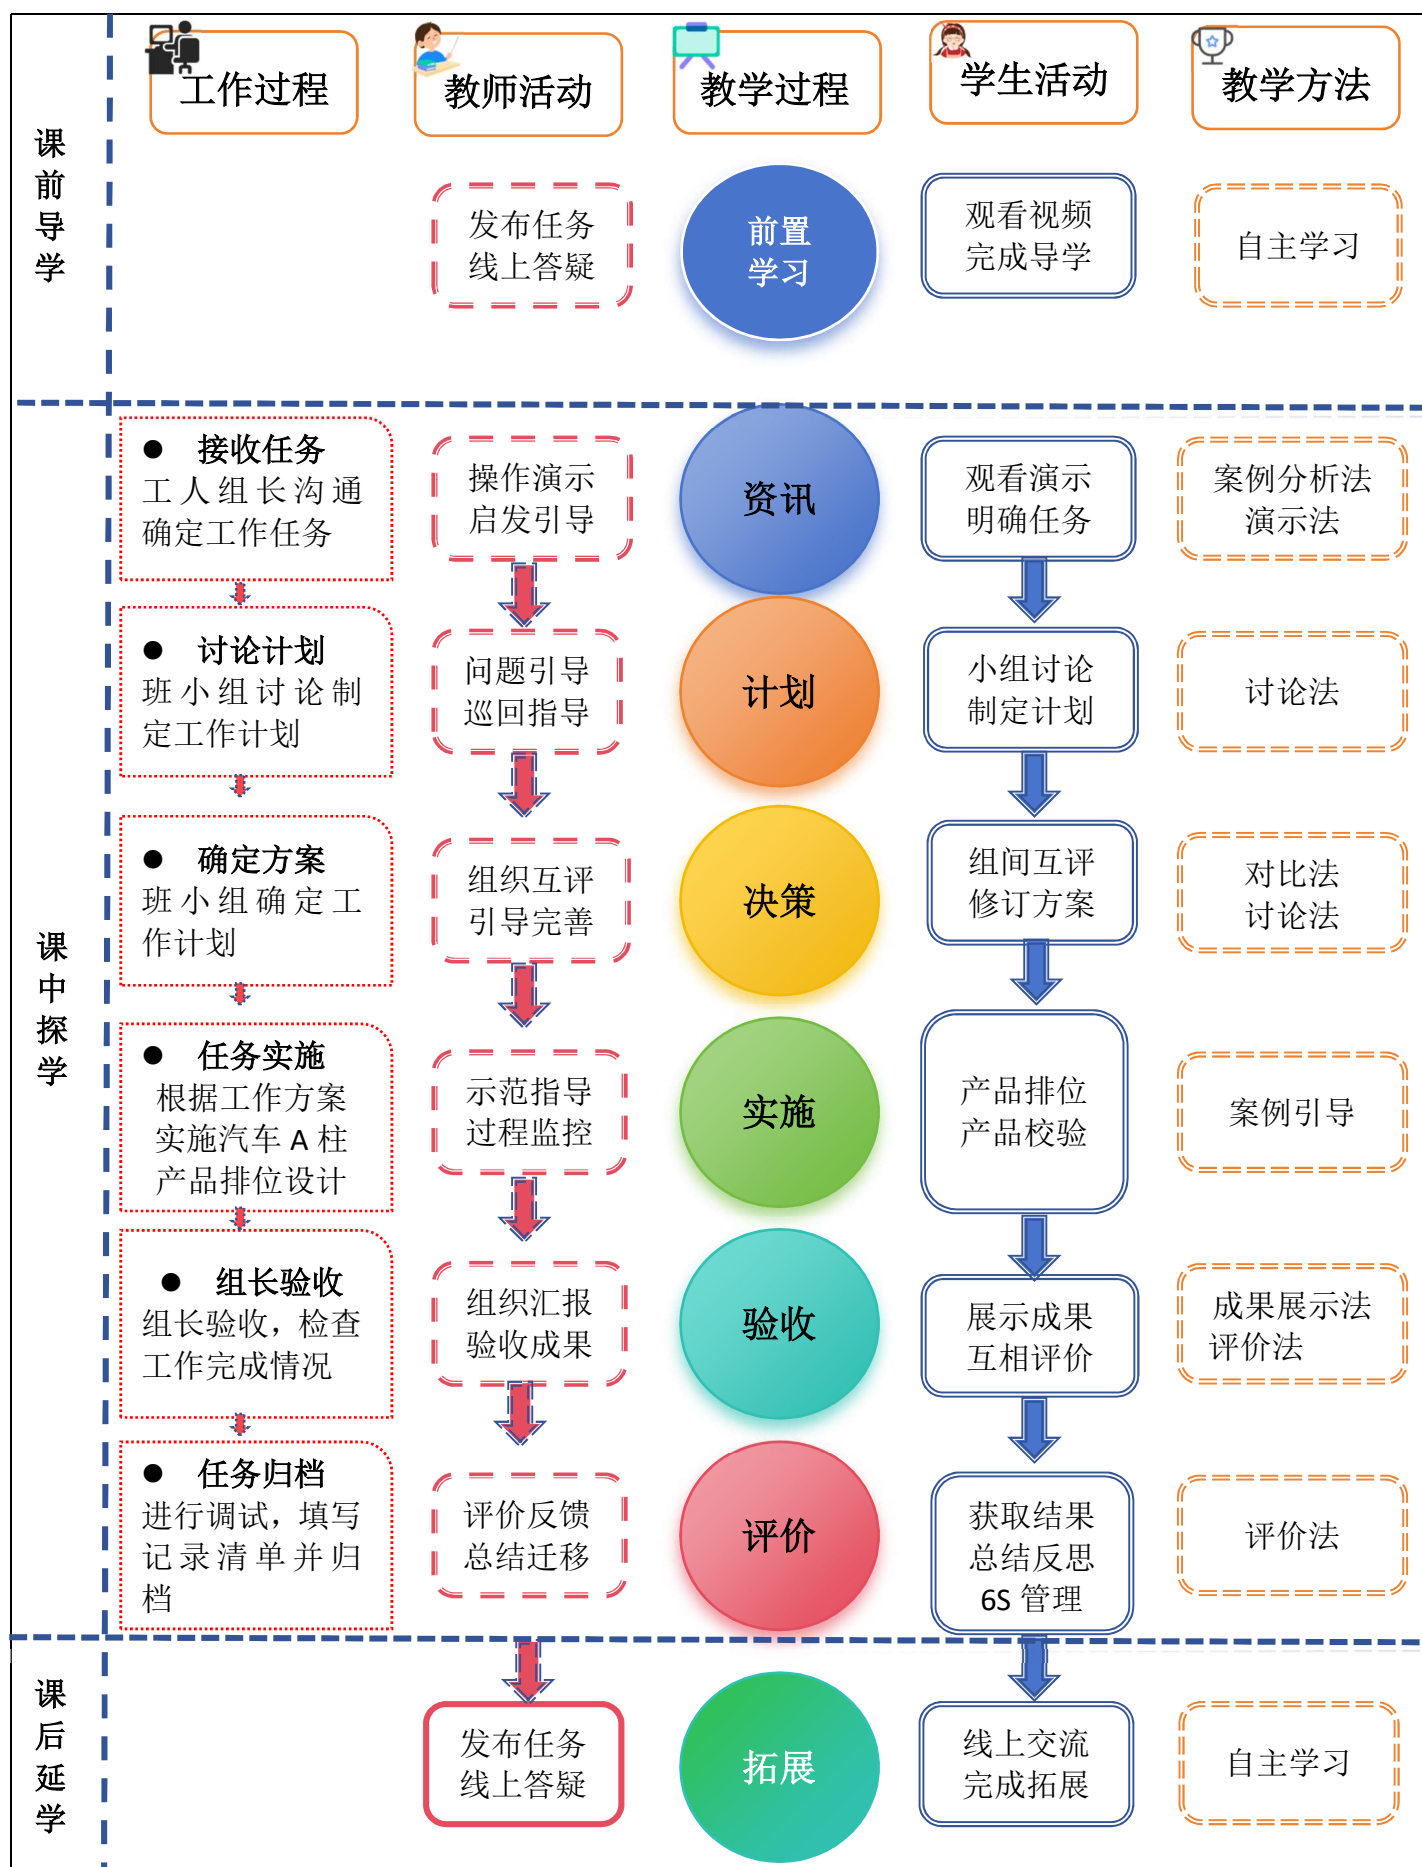 工作过程
教师活动
教学过程
学生活动
教学方法
课
前
导
学
发布任务
线上答疑
前置
学习
观看视频
完成导学
自主学习
课
中
探
学
● 接收任务
工人组长沟通
确定工作任务
操作演示
启发引导
资讯
观看演示
明确任务
案例分析法
演示法
● 讨论计划
班小组讨论制
定工作计划
问题引导
巡回指导
计划
小组讨论
制定计划
讨论法
● 确定方案
班小组确定工
作计划
组织互评
引导完善
决策
组间互评
修订方案
对比法
讨论法
● 任务实施
根据工作方案
实施汽车 A 柱
产品排位设计
示范指导
过程监控
实施
产品排位
产品校验
案例引导
● 组长验收
组长验收，检查
工作完成情况
组织汇报
验收成果
验收
展示成果
互相评价
成果展示法
评价法
● 任务归档
进行调试，填写
记录清单并归
档
评价反馈
总结迁移
评价
获取结果
总结反思
6S 管理
评价法
课
后
延
学
发布任务
线上答疑
拓展
线上交流
完成拓展
自主学习